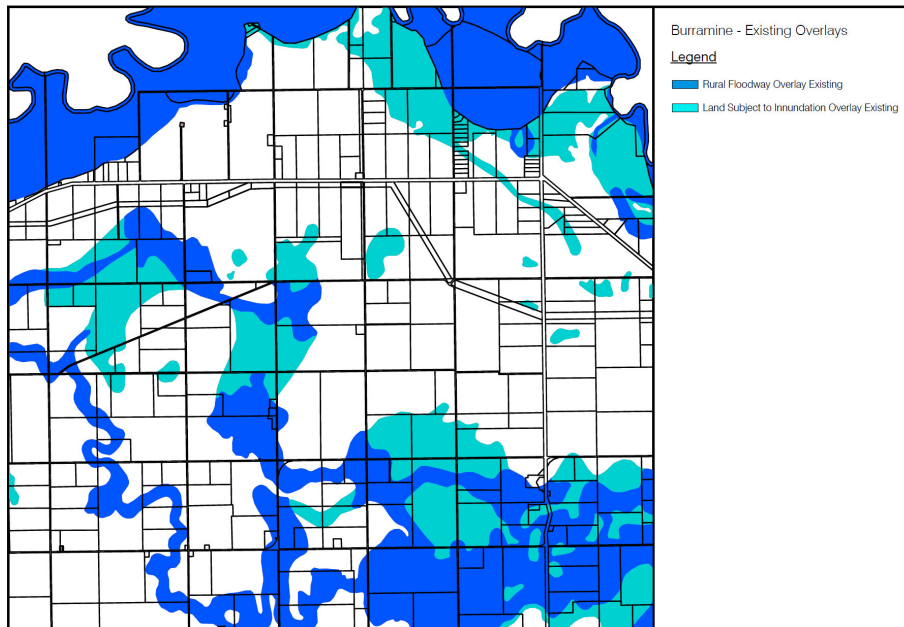 Burramine - Existing Overlays
Legend
Rural Floodway Overlay Existing
Land Subject to Innundation Overlay Existing